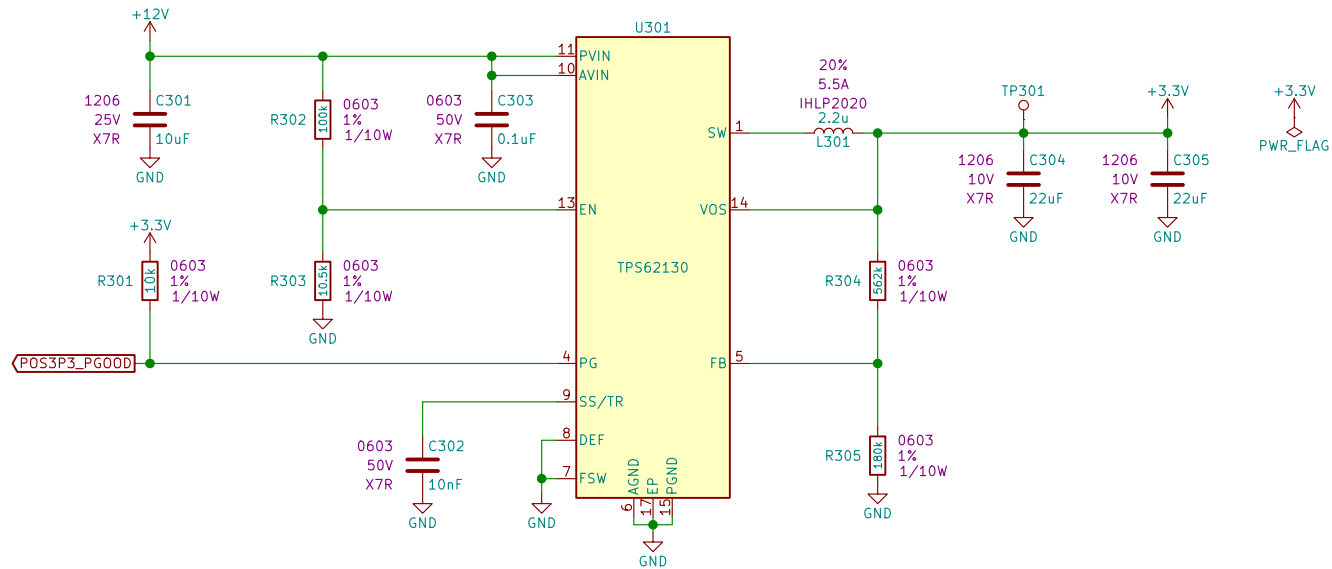 +12V
U301
11 PVIN
10 AVIN
1206 C301
25V
X7R 10uF
GND
R302 100k 0603
1%
1/10W
0603 C303
50V
X7R 0.1uF
GND
20%
5.5A
IHLP2020
2.2u
L301
SW 1
TP301
+3.3V
+3.3V
PWR_FLAG
1206 C304
10V
X7R 22uF
GND
1206 C305
10V
X7R 22uF
GND
13 EN
VOS 14
+3.3V
R301 10k 0603
1%
1/10W
R303 10.5k 0603
1%
1/10W
GND
TPS62130
R304 562k 0603
1%
1/10W
POS3P3_PGOOD
4 PG
FB 5
9 SS/TR
8 DEF
7 FSW
0603 C302
50V
X7R 10nF
GND
GND
R305 180k 0603
1%
1/10W
GND
AGND EP PGND
6 17 15
GND